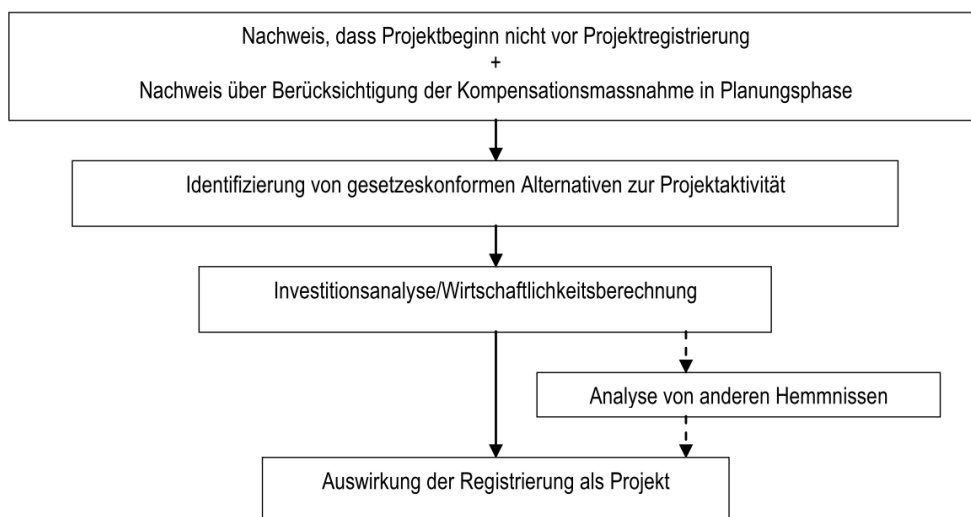 Nachweis, dass Projektbeginn nicht vor Projektregistrierung
+
Nachweis über Berücksichtigung der Kompensationsmassnahme in Planungsphase
Identifizierung von gesetzeskonformen Alternativen zur Projektaktivität
Investitionsanalyse/Wirtschaftlichkeitsberechnung
Analyse von anderen Hemmnissen
Auswirkung der Registrierung als Projekt